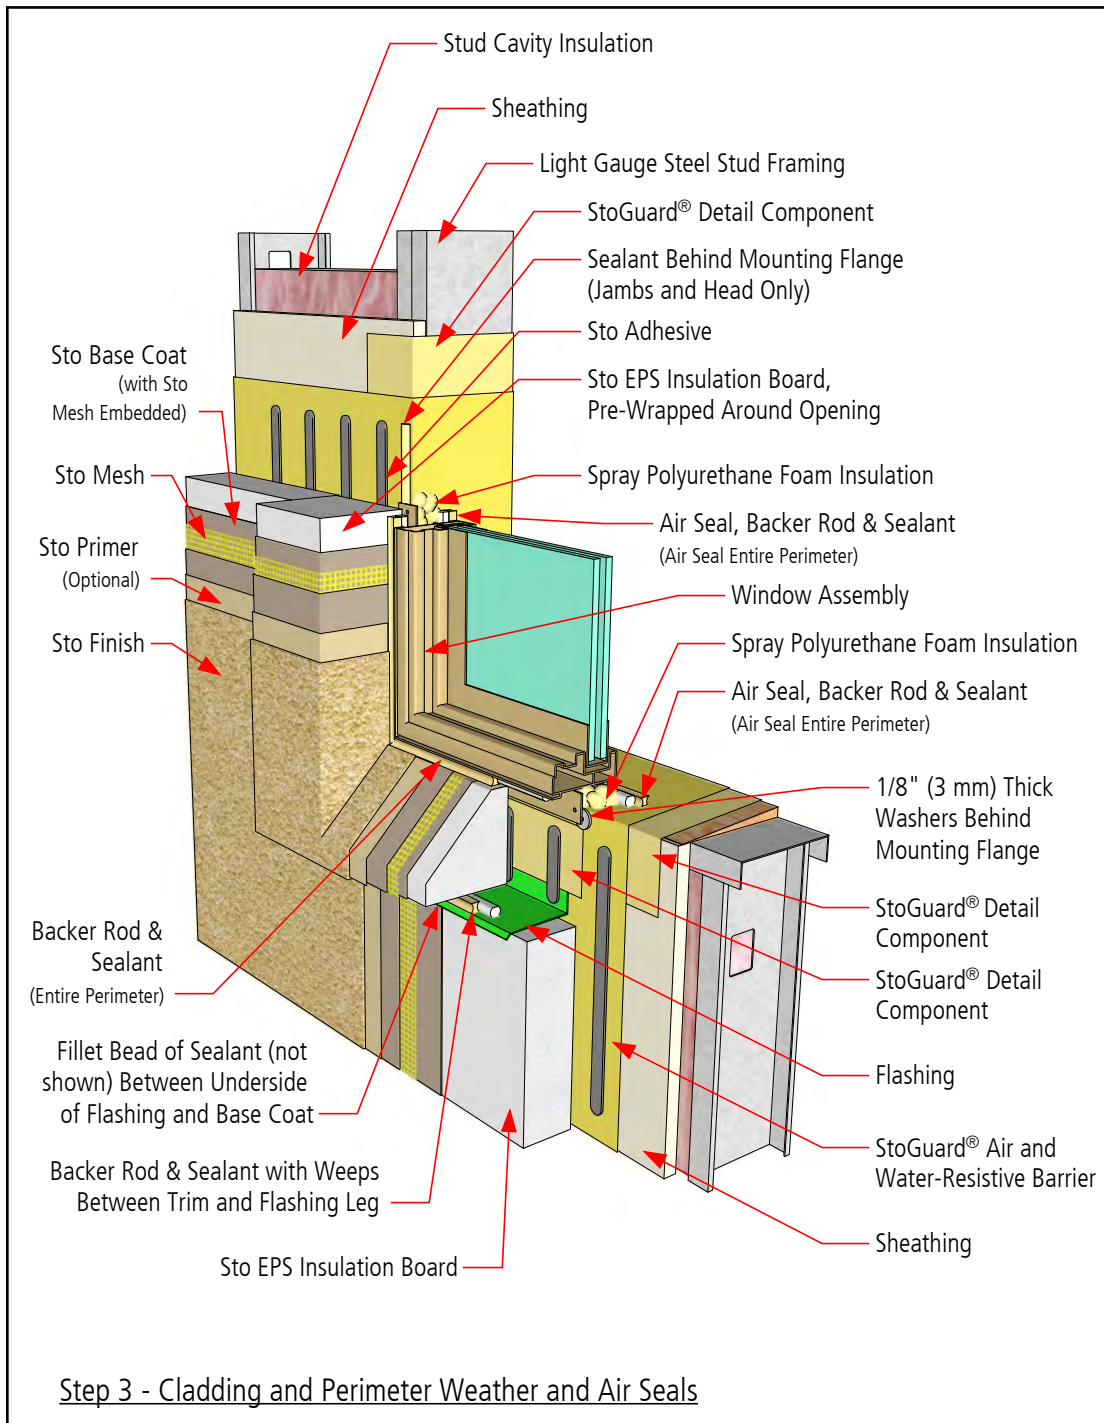 Stud Cavity Insulation
Sheathing
Light Gauge Steel Stud Framing
StoGuard® Detail Component
Sealant Behind Mounting Flange
(Jambs and Head Only)
Sto Adhesive
Sto EPS Insulation Board,
Pre-Wrapped Around Opening
Spray Polyurethane Foam Insulation
Air Seal, Backer Rod & Sealant
(Air Seal Entire Perimeter)
Window Assembly
Spray Polyurethane Foam Insulation
Air Seal, Backer Rod & Sealant
(Air Seal Entire Perimeter)
1/8" (3 mm) Thick
Washers Behind
Mounting Flange
StoGuard® Detail
Component
StoGuard® Detail
Component
Flashing
StoGuard® Air and
Water-Resistive Barrier
Sheathing
Sto Base Coat
(with Sto
Mesh Embedded)
Sto Mesh
Sto Primer
(Optional)
Sto Finish
Backer Rod &
Sealant
(Entire Perimeter)
Fillet Bead of Sealant (not
shown) Between Underside
of Flashing and Base Coat
Backer Rod & Sealant with Weeps
Between Trim and Flashing Leg
Sto EPS Insulation Board
Step 3 - Cladding and Perimeter Weather and Air Seals